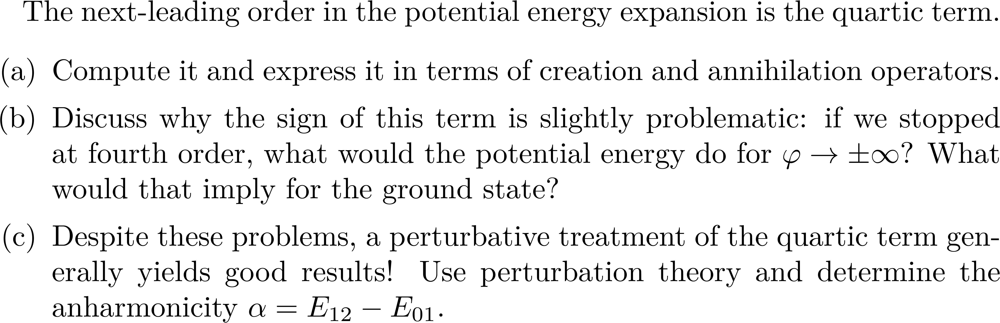 The next-leading order in the potential energy expansion is the quartic term.
(a) Compute it and express it in terms of creation and annihilation operators.
(b) Discuss why the sign of this term is slightly problematic: if we stopped
at fourth order, what would the potential energy do for φ → ±∞? What
would that imply for the ground state?
(c) Despite these problems, a perturbative treatment of the quartic term gen-
erally yields good results! Use perturbation theory and determine the
anharmonicity α = E₁₂ − E₀₁.